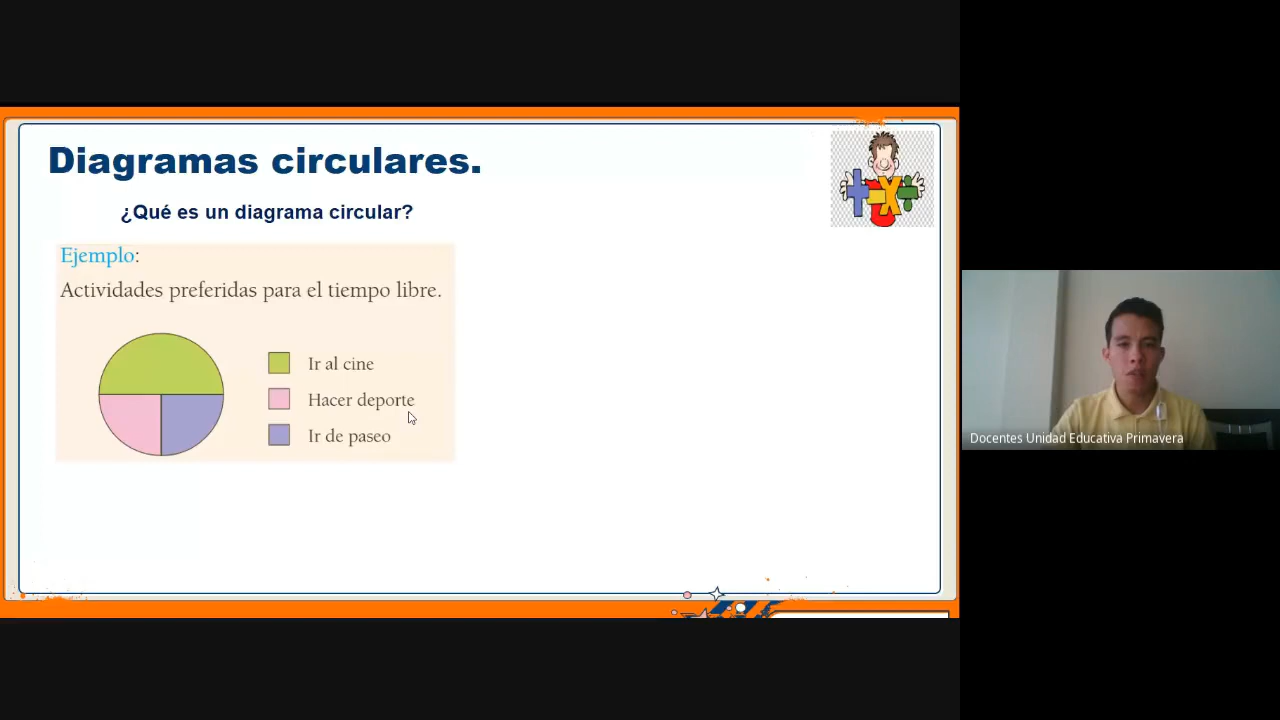 Diagramas circulares.
¿Qué es un diagrama circular?
Ejemplo:
Actividades preferidas para el tiempo libre.
Ir al cine
Hacer deporte
Ir de paseo
Docentes Unidad Educativa Primavera